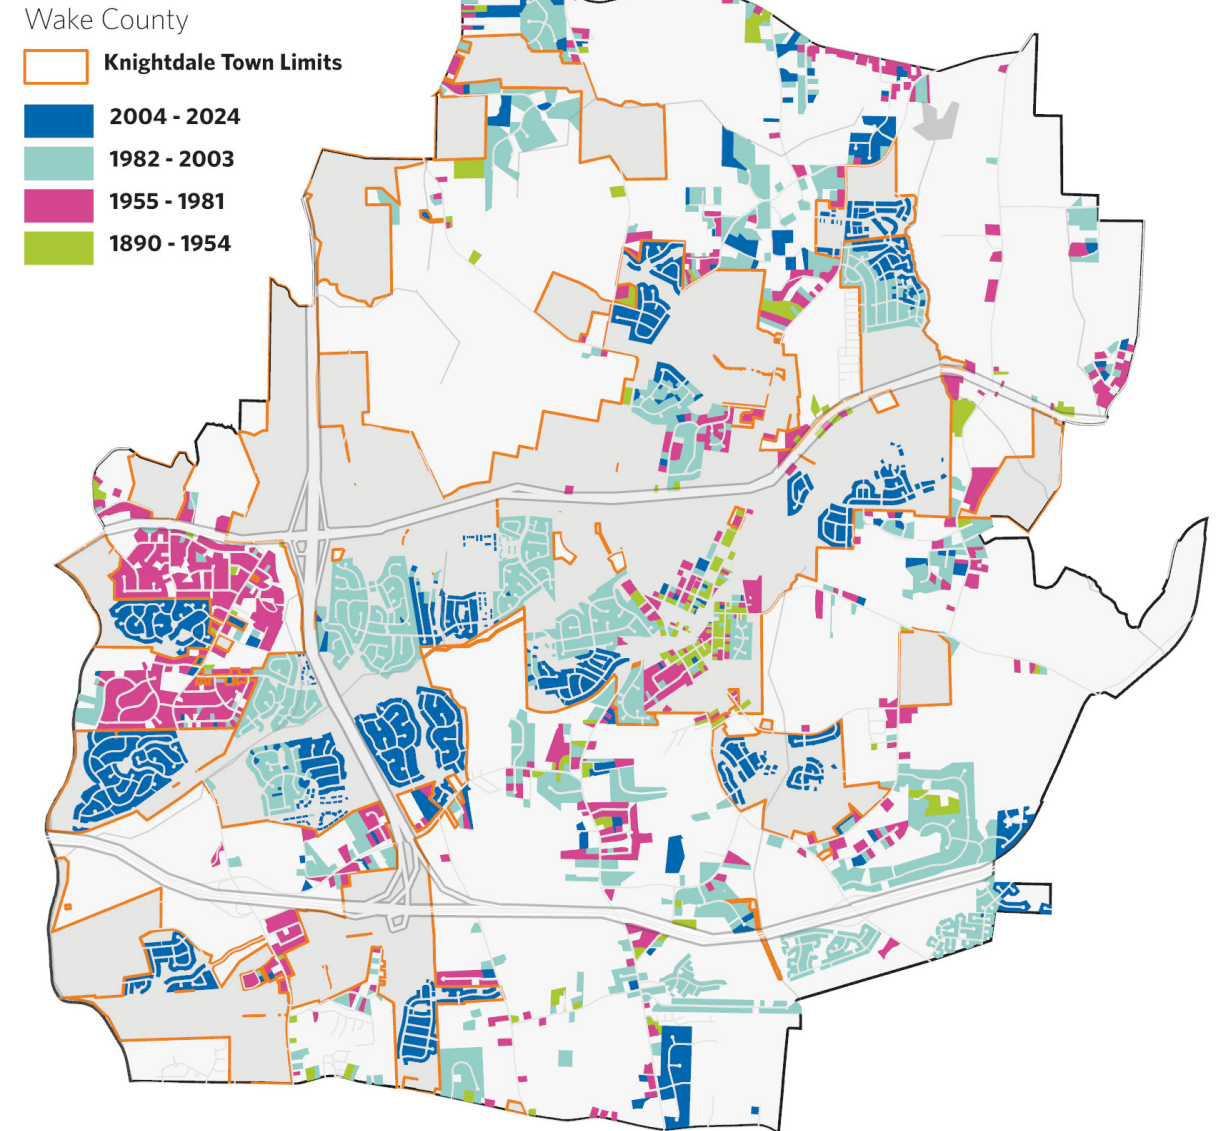 Wake County
Knightdale Town Limits
2004 - 2024
1982 - 2003
1955 - 1981
1890 - 1954